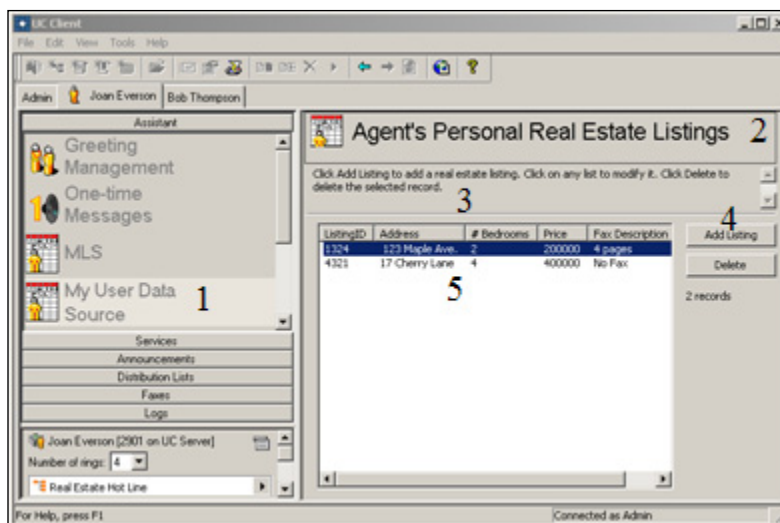 UC Client
File Edit View Tools Help
Admin Joan Everson Bob Thompson
Assistant
Greeting
Management
One-time
Messages
MLS
My User Data
Source
1
Services
Announcements
Distribution Lists
Faxes
Logs
Joan Everson [2901 on UC Server]
Number of rings: 4
Real Estate Hot Line
Agent's Personal Real Estate Listings 2
Click Add Listing to add a real estate listing. Click on any list to modify it. Click Delete to
delete the selected record.
3
4
ListingID Address # Bedrooms Price Fax Description
1324 123 Maple Ave. 2 200000 4 pages
4321 17 Cherry Lane 4 400000 No Fax
5
Add Listing
Delete
2 records
For Help, press F1
Connected as Admin